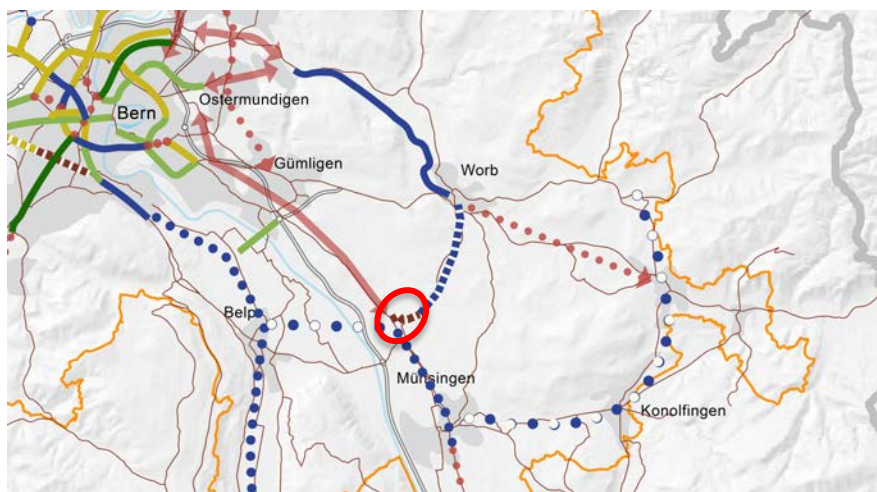 Ostermundigen
Bern
Gümligen
Worb
Belp
Münsingen
Konolfingen